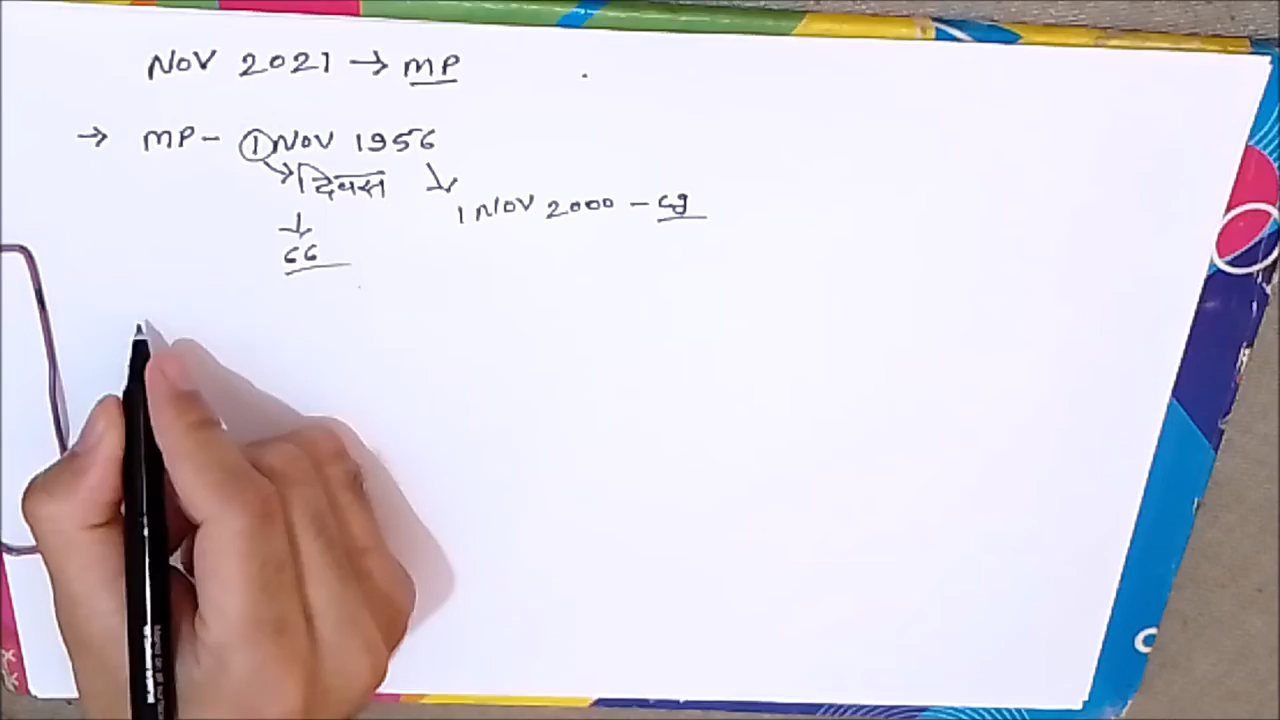 NOV 2021 → MP
→ MP - 1 NOV 1956
→ दिवस ↓
1 NOV 2000 - cg
↓
66